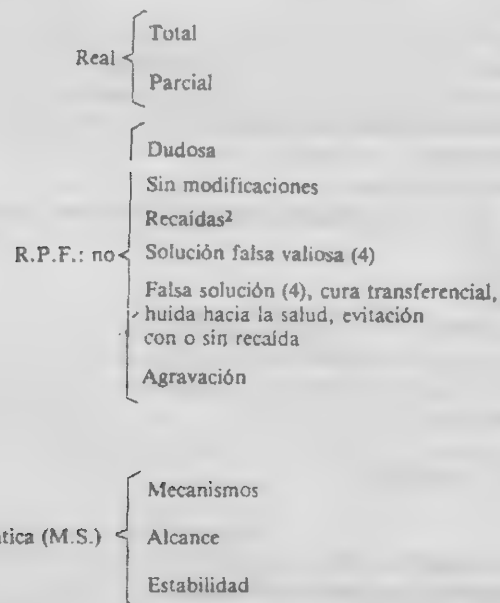 Real
Total
Parcial
R.P.F.: no
Dudosa
Sin modificaciones
Recaídas²
Solución falsa valiosa (4)
Falsa solución (4), cura transferencial,
huida hacia la salud, evitación
con o sin recaída
Agravación
ática (M.S.)
Mecanismos
Alcance
Estabilidad